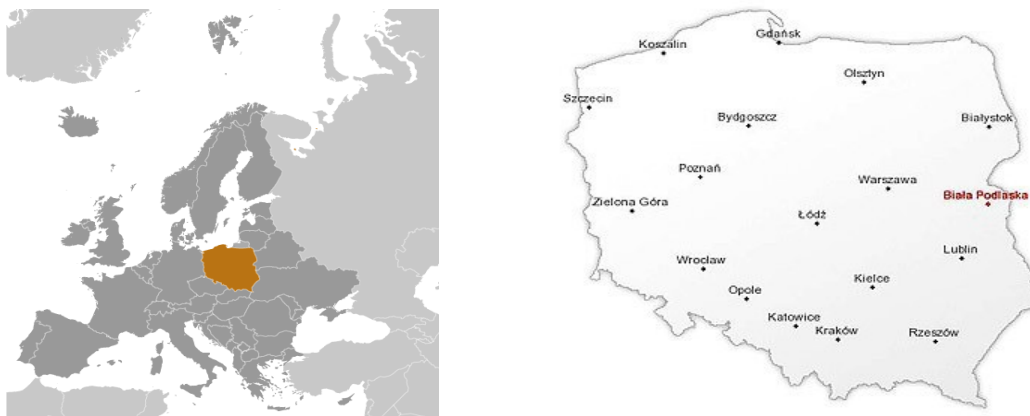 Gdańsk
Koszalin
Olsztyn
Szczecin
Bydgoszcz
Białystok
Poznań
Warszawa
Biała Podlaska
Zielona Góra
Łódź
Lublin
Wrocław
Kielce
Opole
Katowice
Kraków
Rzeszów